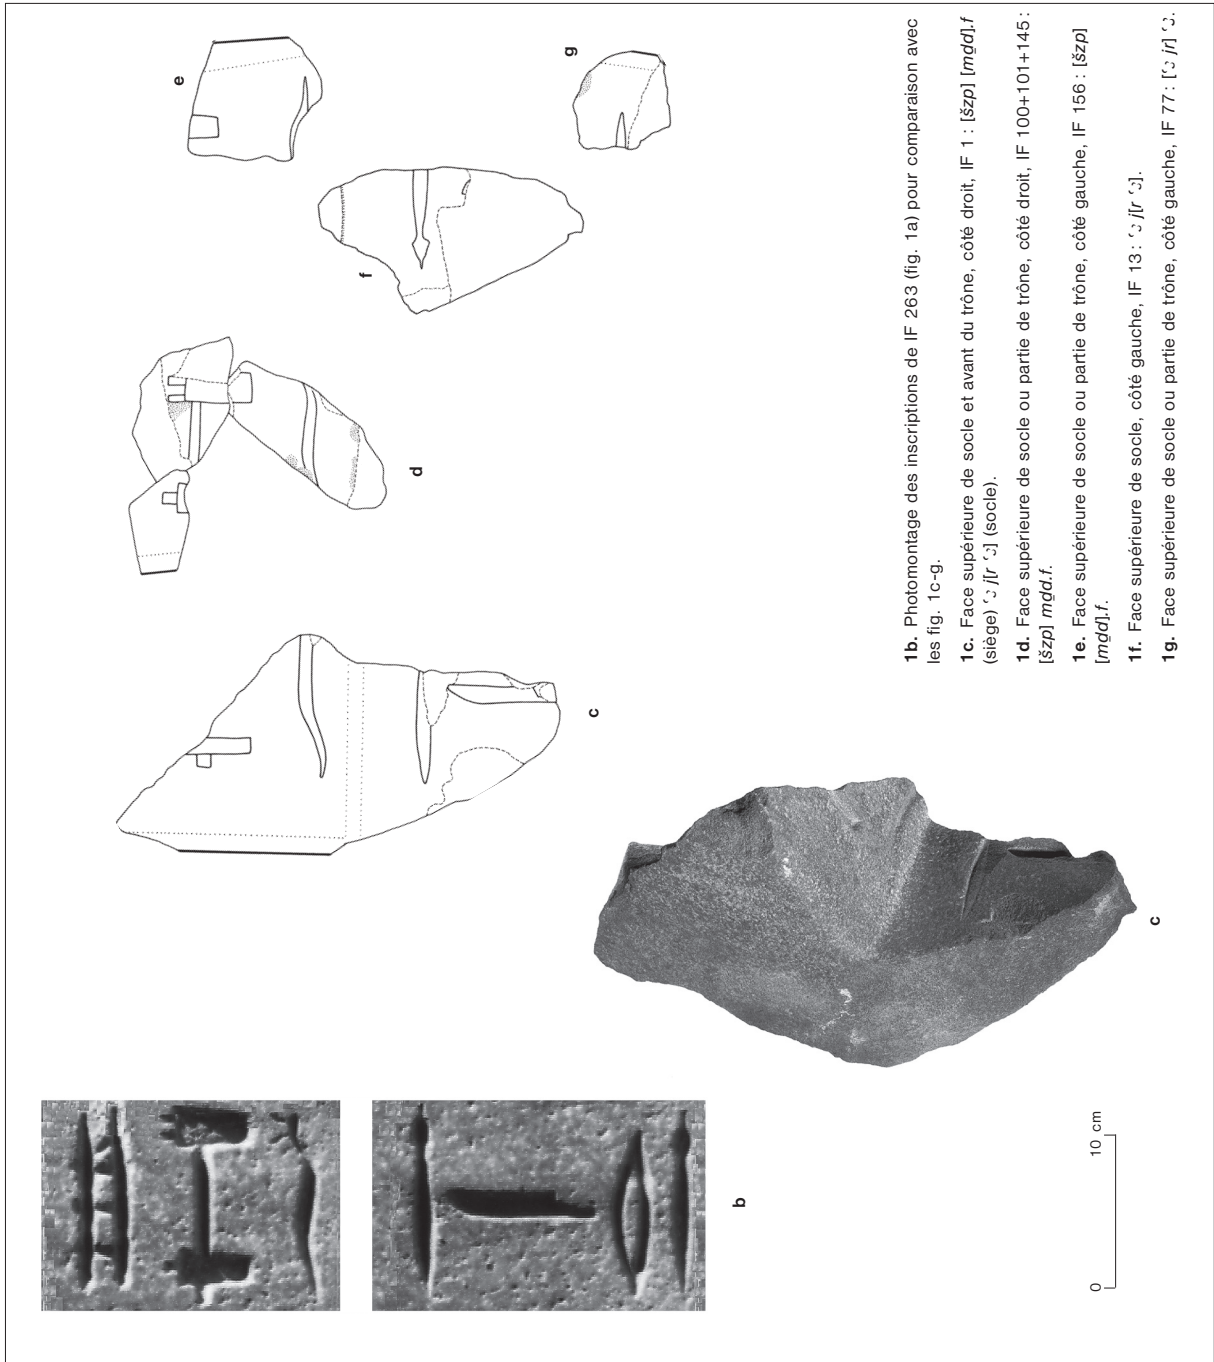 b
0
10 cm
c
c
d
e
f
g
1b. Photomontage des inscriptions de IF 263 (fig. 1a) pour comparaison avec
les fig. 1c-g.
1c. Face supérieure de socle et avant du trône, côté droit, IF 1 : [šzp] [mḏd].f
(siège) ʿꜣ j[r ʿꜣ] (socle).
1d. Face supérieure de socle ou partie de trône, côté droit, IF 100+101+145 :
[šzp] mḏd.f.
1e. Face supérieure de socle ou partie de trône, côté gauche, IF 156 : [šzp]
[mḏd].f.
1f. Face supérieure de socle, côté gauche, IF 13 : ʿꜣ j[r ʿꜣ].
1g. Face supérieure de socle ou partie de trône, côté gauche, IF 77 : [ʿꜣ jr] ʿꜣ.